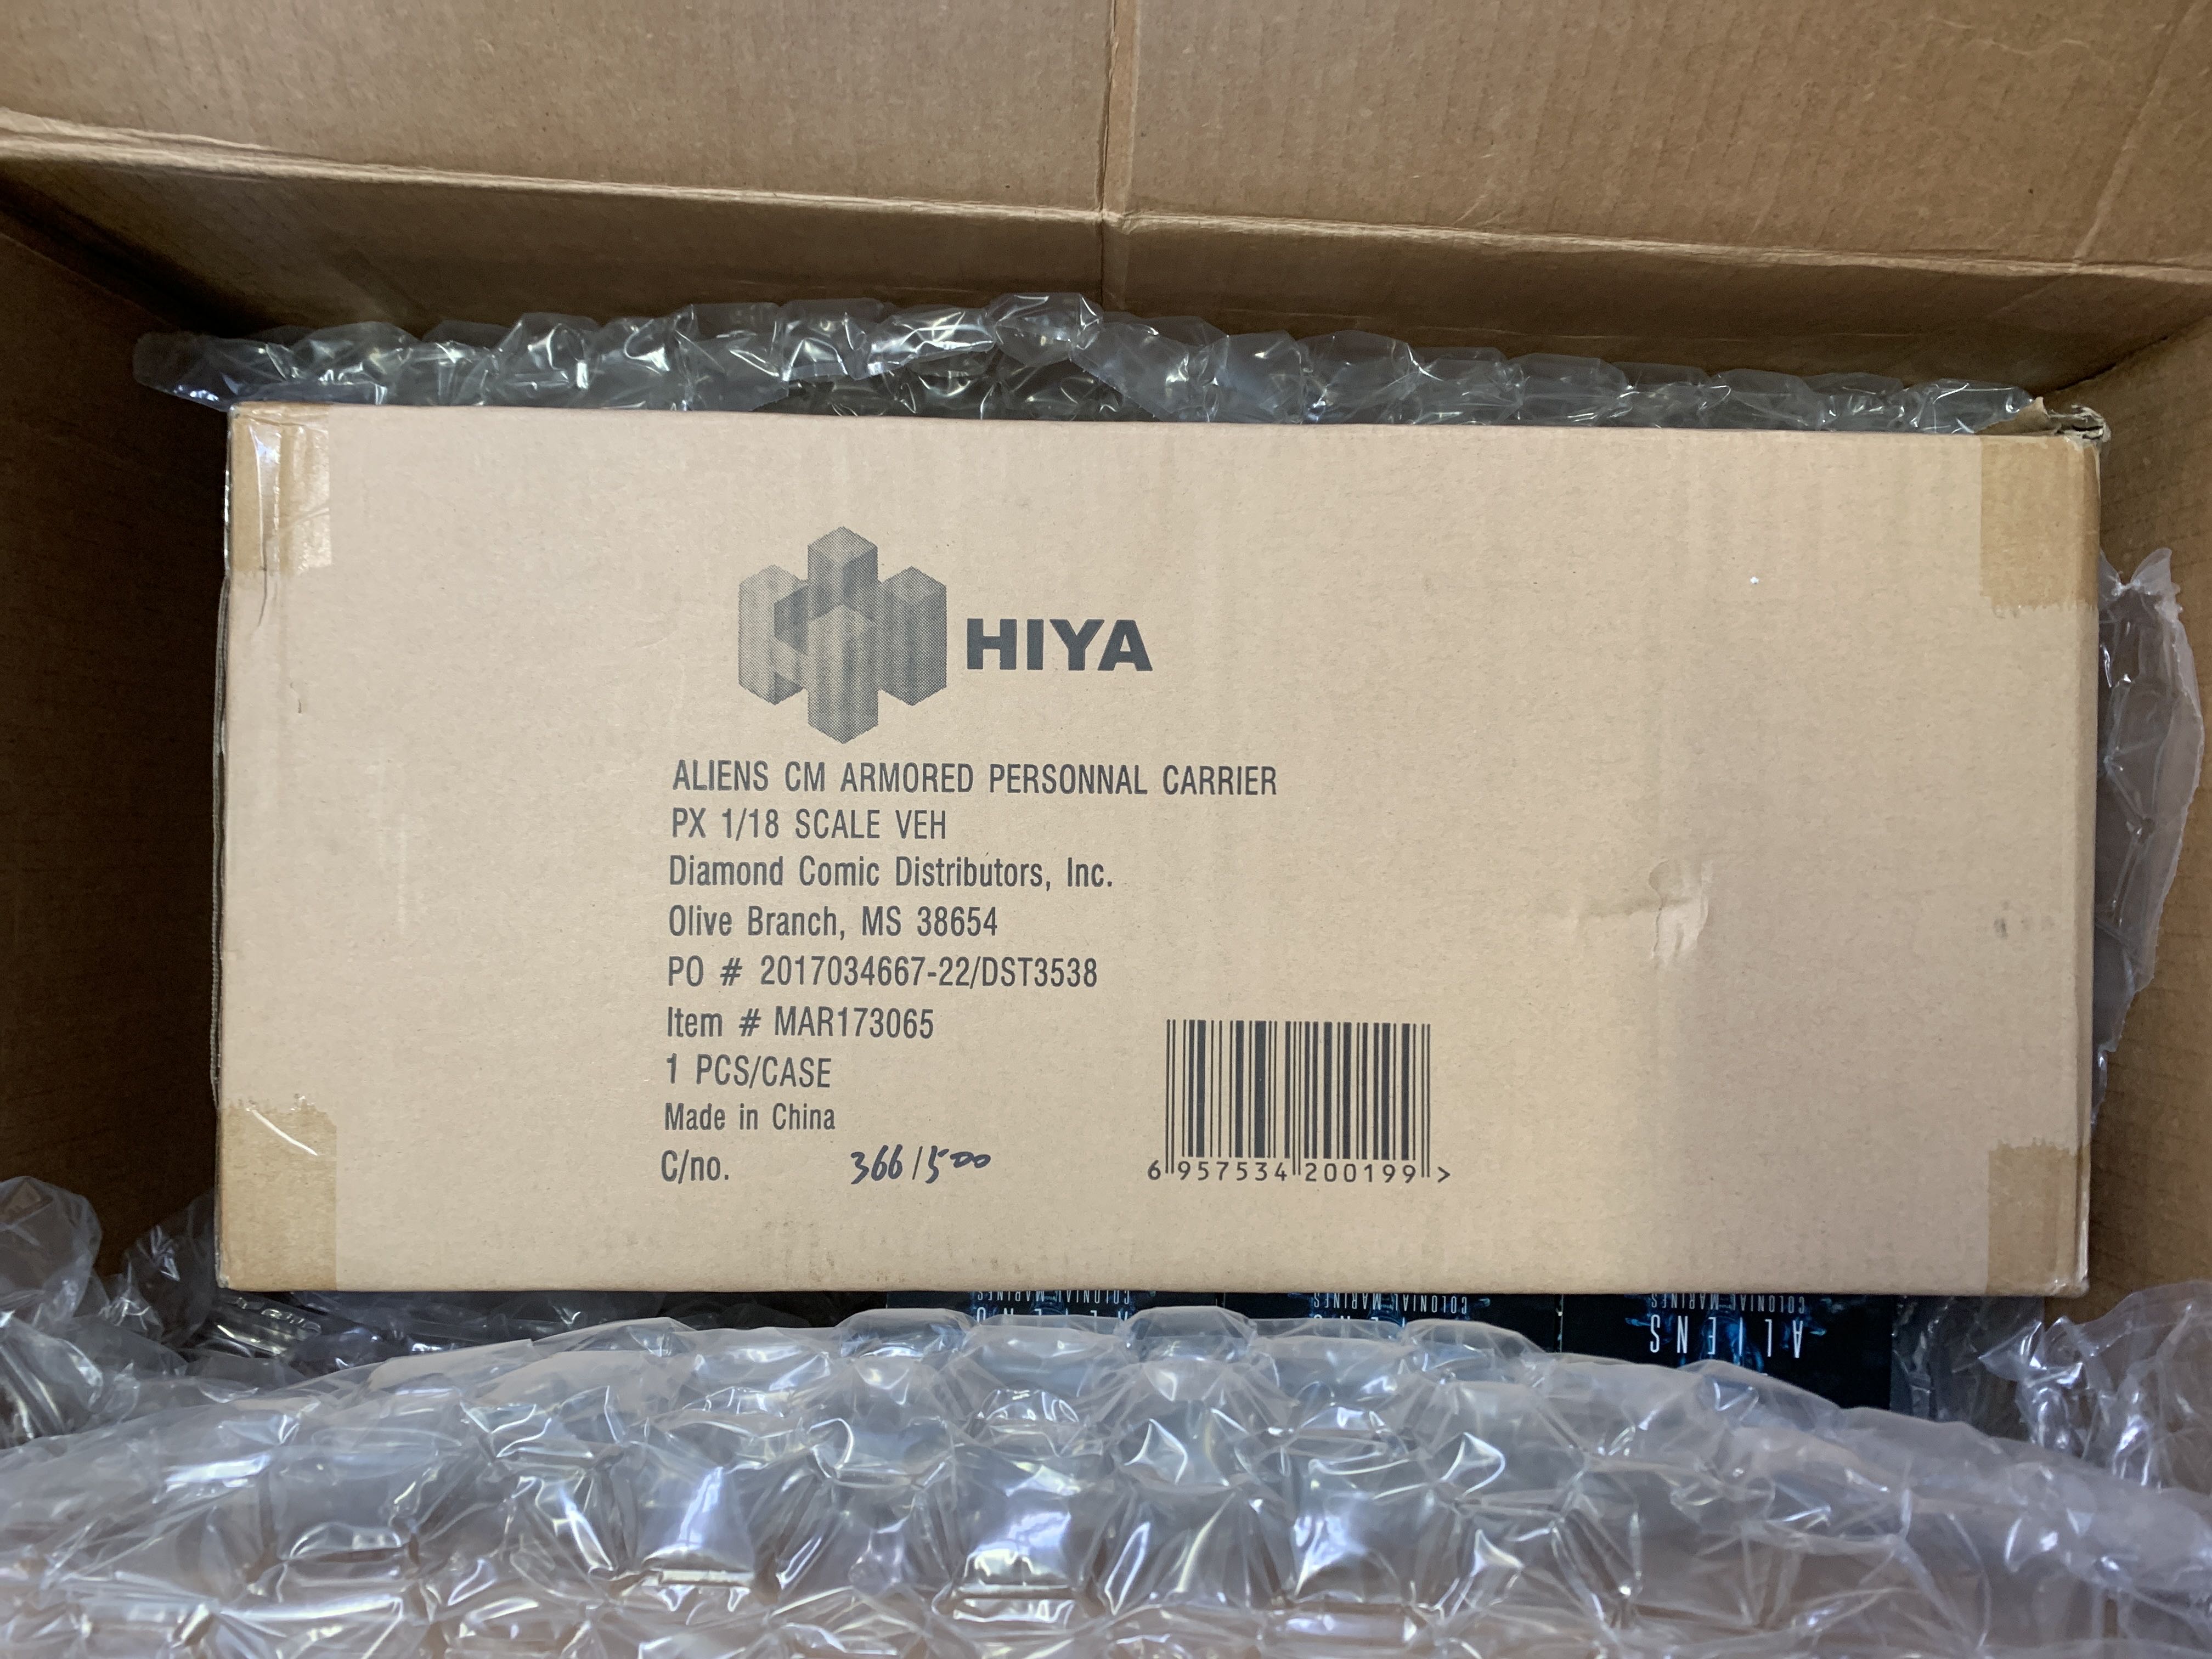 HIYA
ALIENS CM ARMORED PERSONNAL CARRIER
PX 1/18 SCALE VEH
Diamond Comic Distributors, Inc.
Olive Branch, MS 38654
PO # 2017034667-22/DST3538
Item # MAR173065
1 PCS/CASE
Made in China
C/no. 366/500
6 957534 200199 >
COLONIAL MARINES
COLONIAL MARINES
COLONIAL MARINES
ALIENS